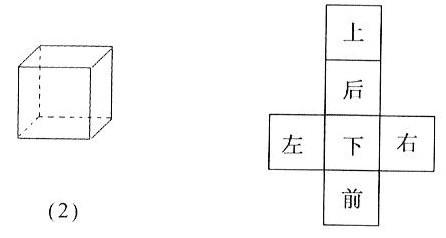 上
后
左 下 右
前
(2)